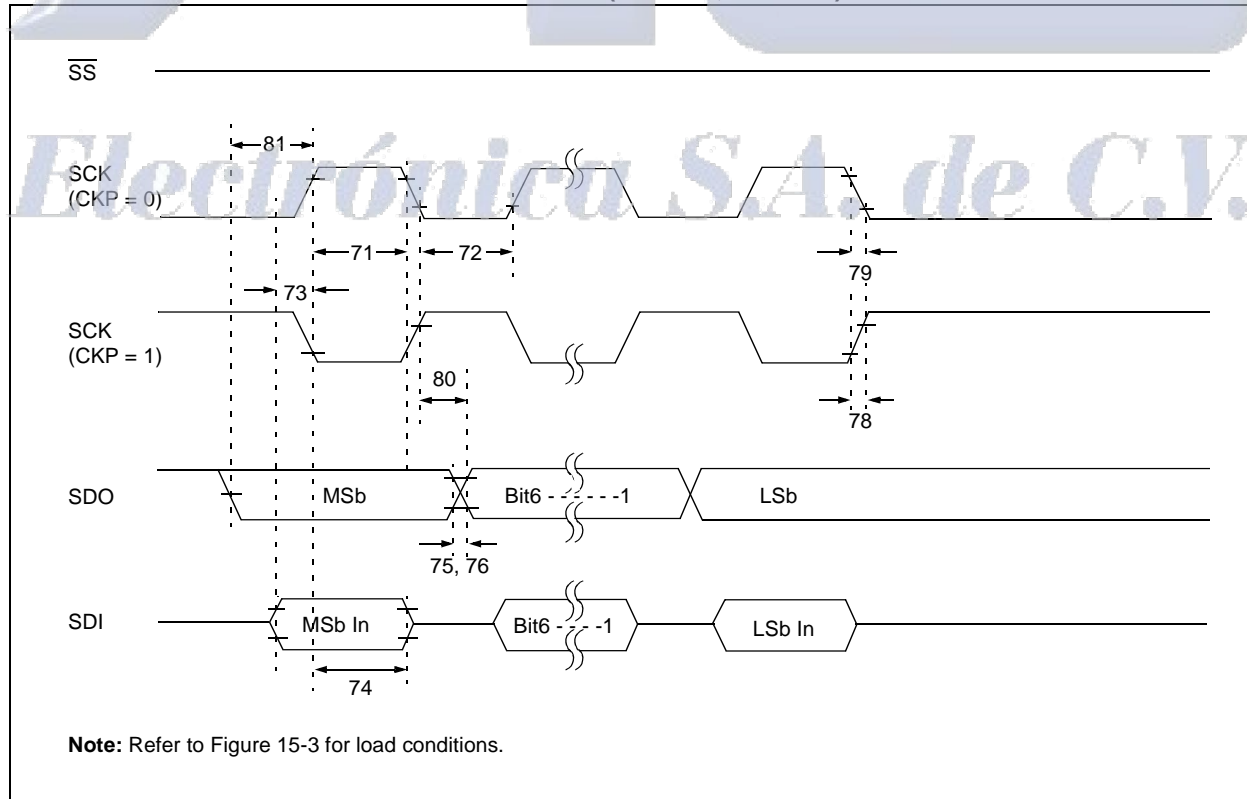 SS
Electrónica S.A. de C.V.
81
SCK
(CKP = 0)
71
72
79
73
SCK
(CKP = 1)
80
78
SDO
MSb
Bit6 - - - - - - -1
LSb
75, 76
SDI
MSb In
Bit6 - - - - -1
LSb In
74
Note: Refer to Figure 15-3 for load conditions.